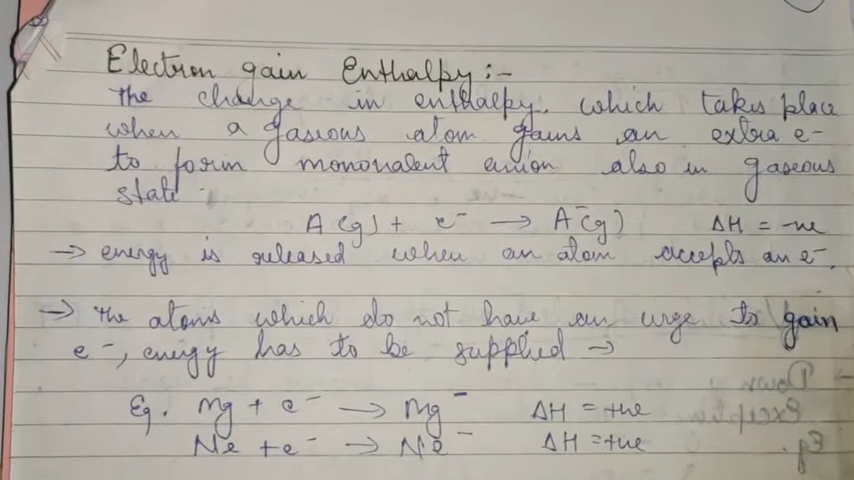 Electron gain Enthalpy :-
The change in enthalpy. which takes place
when a gaseous atom gains an extra e-
to form monovalent anion also in gaseous
state
A (g) + e⁻ → A⁻(g) ΔH = -ve
→ energy is released when an atom accepts an e⁻.
→ The atoms which do not have an urge to gain
e⁻, energy has to be supplied →
Eg. Mg + e⁻ → Mg⁻ ΔH = +ve
Ne + e⁻ → Ne⁻ ΔH = +ve